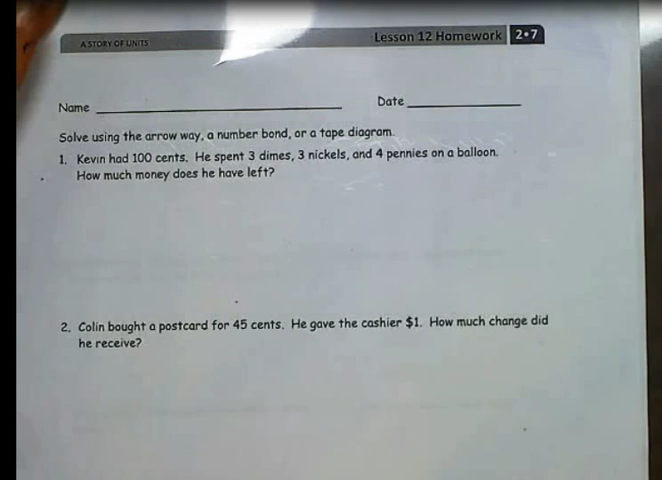 A STORY OF UNITS
Lesson 12 Homework 2•7
Name
Date
Solve using the arrow way, a number bond, or a tape diagram.
1. Kevin had 100 cents. He spent 3 dimes, 3 nickels, and 4 pennies on a balloon.
How much money does he have left?
2. Colin bought a postcard for 45 cents. He gave the cashier $1. How much change did
he receive?